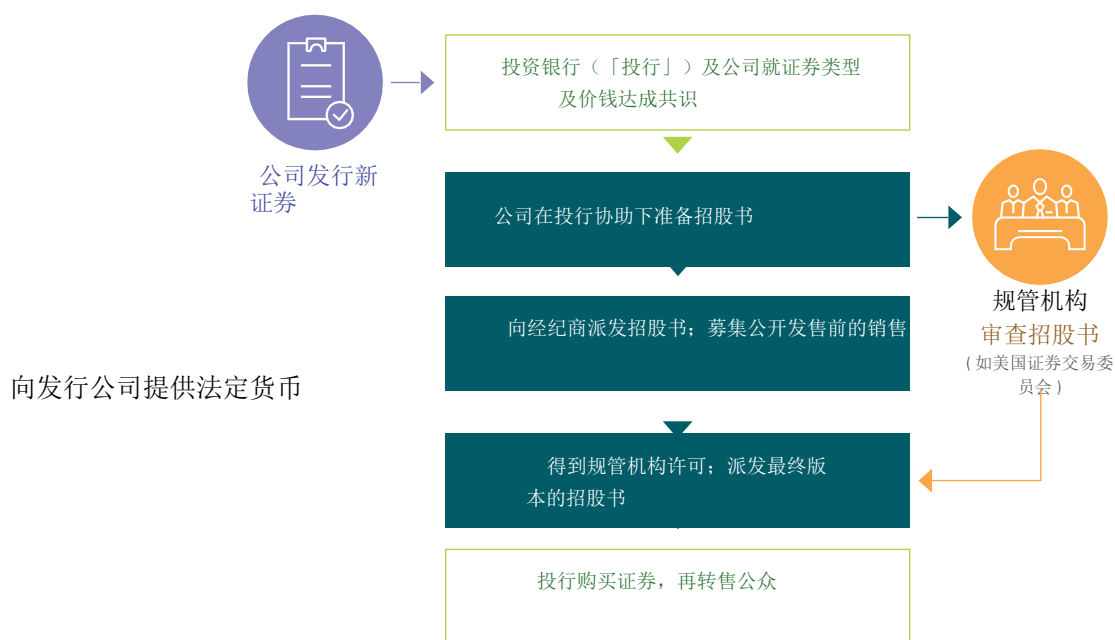 投资银行（「投行」）及公司就证券类型
及价钱达成共识
公司发行新
证券
公司在投行协助下准备招股书
规管机构
审查招股书
(如美国证券交易委
员会)
向经纪商派发招股书；募集公开发售前的销售
向发行公司提供法定货币
得到规管机构许可；派发最终版
本的招股书
投行购买证券，再转售公众